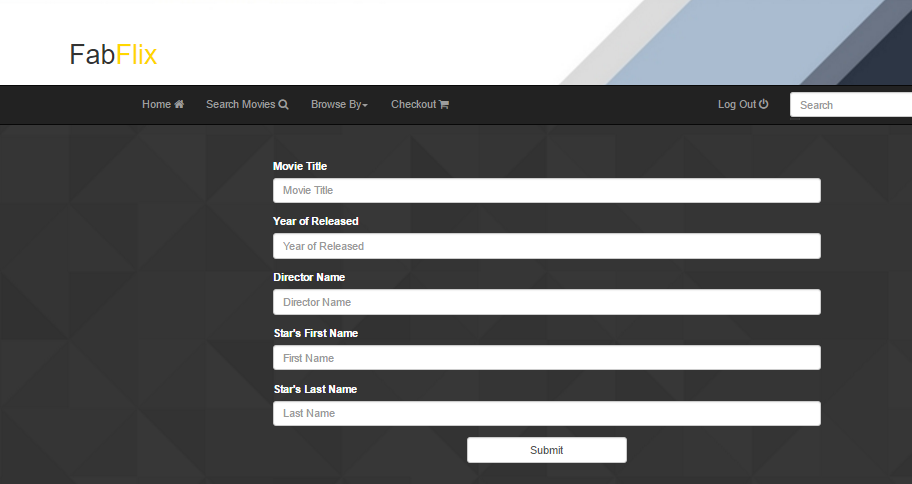 FabFlix
Home Search Movies Browse By Checkout Log Out Search
Movie Title
Movie Title
Year of Released
Year of Released
Director Name
Director Name
Star's First Name
First Name
Star's Last Name
Last Name
Submit